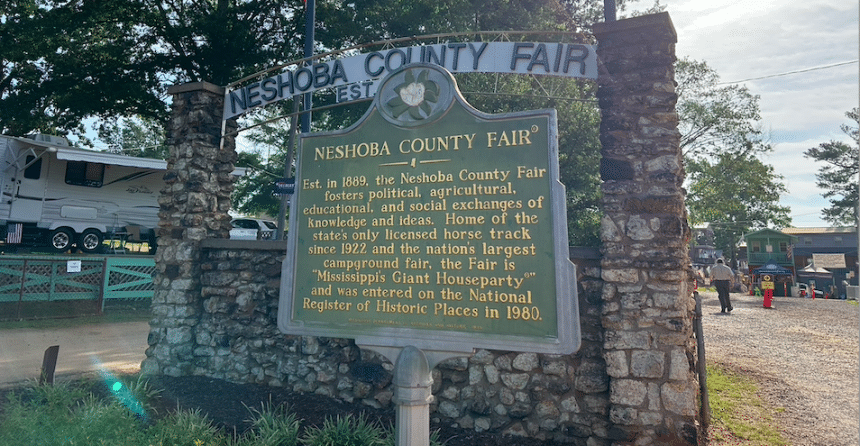 NESHOBA COUNTY FAIR
EST.
NESHOBA COUNTY FAIR®
Est. in 1889, the Neshoba County Fair
fosters political, agricultural,
educational, and social exchanges of
knowledge and ideas. Home of the
state's only licensed horse track
since 1922 and the nation's largest
campground fair, the Fair is
"Mississippi's Giant Houseparty®"
and was entered on the National
Register of Historic Places in 1980.